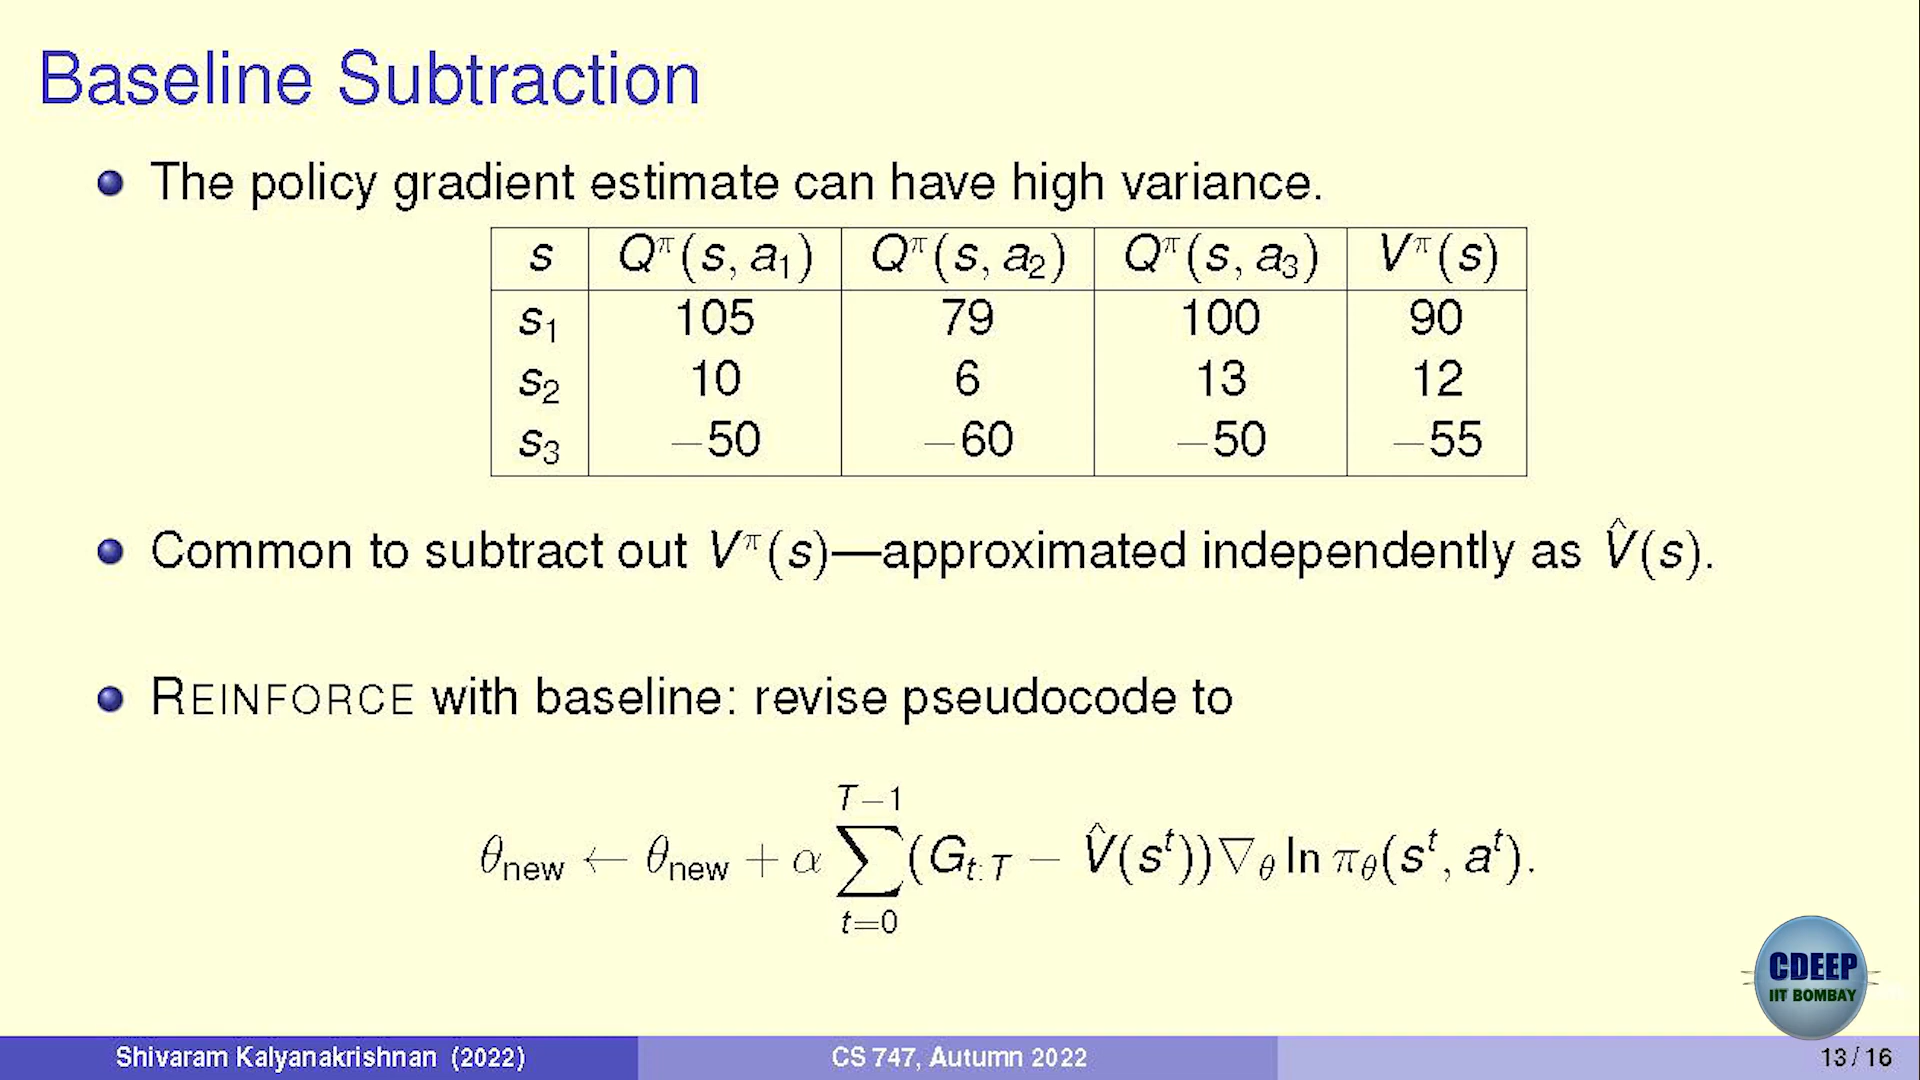 Baseline Subtraction
The policy gradient estimate can have high variance.
s Qπ(s, a1) Qπ(s, a2) Qπ(s, a3) Vπ(s)
s1 105 79 100 90
s2 10 6 13 12
s3 −50 −60 −50 −55
Common to subtract out Vπ(s)—approximated independently as V̂(s).
REINFORCE with baseline: revise pseudocode to
θnew ← θnew + α ∑_{t=0}^{T−1} (G_{t:T} − V̂(s^t))∇θ ln πθ(s^t, a^t).
CDEEP
IIT BOMBAY
Shivaram Kalyanakrishnan (2022) CS 747, Autumn 2022 13 / 16